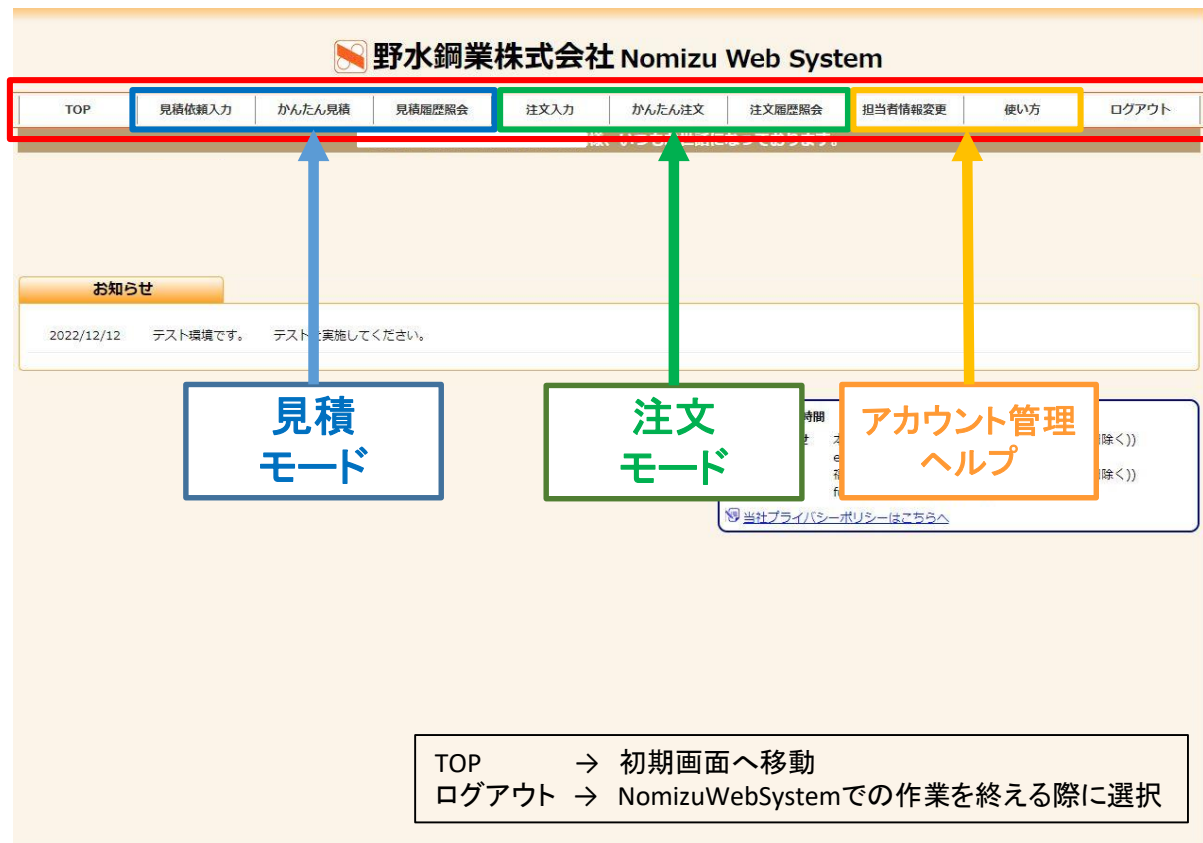 野水鋼業株式会社 Nomizu Web System
TOP 見積依頼入力 かんたん見積 見積履歴照会 注文入力 かんたん注文 注文履歴照会 担当者情報変更 使い方 ログアウト
お知らせ
2022/12/12 テスト環境です。 テストを実施してください。
見積
モード
注文
モード
アカウント管理
ヘルプ
時間
除く))
除く))
当社プライバシーポリシーはこちらへ
TOP → 初期画面へ移動
ログアウト → NomizuWebSystemでの作業を終える際に選択